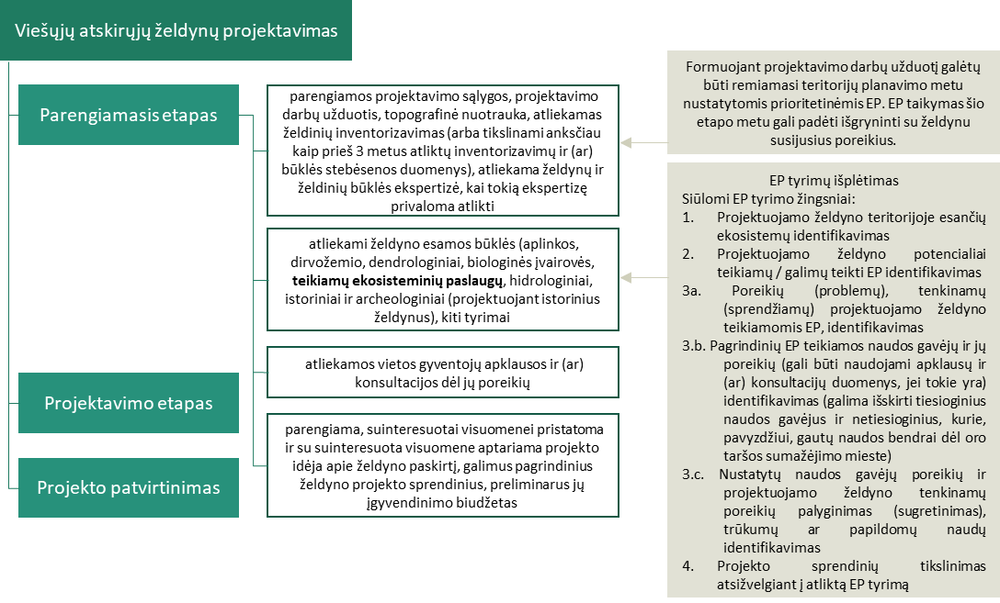 Viešųjų atskirųjų želdynų projektavimas
Parengiamasis etapas
parengiamos projektavimo sąlygos, projektavimo
darbų užduotis, topografinė nuotrauka, atliekamas
želdinių inventorizavimas (arba tikslinami anksčiau
kaip prieš 3 metus atliktų inventorizavimų ir (ar)
būklės stebėsenos duomenys), atliekama želdynų ir
želdinių būklės ekspertizė, kai tokią ekspertizę
privaloma atlikti
Formuojant projektavimo darbų užduotį galėtų
būti remiamasi teritorijų planavimo metu
nustatytomis prioritetinėmis EP. EP taikymas šio
etapo metu gali padėti išgryninti su želdynu
susijusius poreikius.
atliekami želdyno esamos būklės (aplinkos,
dirvožemio, dendrologiniai, biologinės įvairovės,
teikiamų ekosisteminių paslaugų, hidrologiniai,
istoriniai ir archeologiniai (projektuojant istorinius
želdynus), kiti tyrimai
EP tyrimų išplėtimas
Siūlomi EP tyrimo žingsniai:
1. Projektuojamo želdyno teritorijoje esančių
ekosistemų identifikavimas
2. Projektuojamo želdyno potencialiai
teikiamų / galimų teikti EP identifikavimas
3a. Poreikių (problemų), tenkinamų
(sprendžiamų) projektuojamo želdyno
teikiamomis EP, identifikavimas
3.b. Pagrindinių EP teikiamos naudos gavėjų ir jų
poreikių (gali būti naudojami apklausų ir
(ar) konsultacijų duomenys, jei tokie yra)
identifikavimas (galima išskirti tiesioginius
naudos gavėjus ir netiesioginius, kurie,
pavyzdžiui, gautų naudos bendrai dėl oro
taršos sumažėjimo mieste)
3.c. Nustatytų naudos gavėjų poreikių ir
projektuojamo želdyno tenkinamų
poreikių palyginimas (sugretinimas),
trūkumų ar papildomų naudų
identifikavimas
4. Projekto sprendinių tikslinimas
atsižvelgiant į atliktą EP tyrimą
atliekamos vietos gyventojų apklausos ir (ar)
konsultacijos dėl jų poreikių
parengiama, suinteresuotai visuomenei pristatoma
ir su suinteresuota visuomene aptariama projekto
idėja apie želdyno paskirtį, galimus pagrindinius
želdyno projekto sprendinius, preliminarus jų
įgyvendinimo biudžetas
Projektavimo etapas
Projekto patvirtinimas